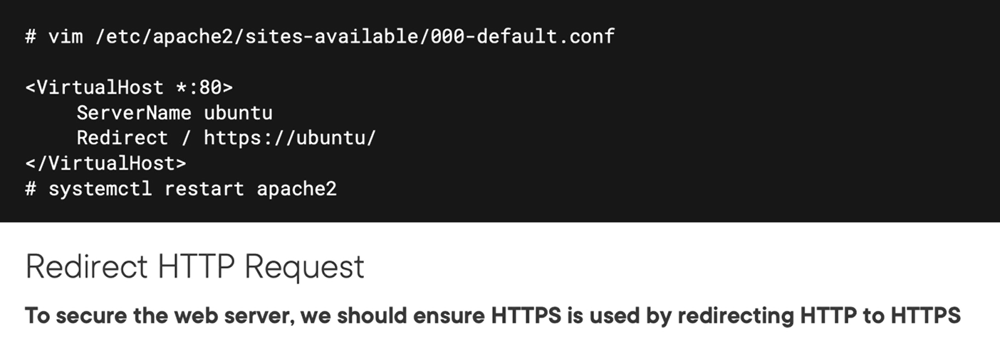 # vim /etc/apache2/sites-available/000-default.conf
<VirtualHost *:80>
ServerName ubuntu
Redirect / https://ubuntu/
</VirtualHost>
# systemctl restart apache2
Redirect HTTP Request
To secure the web server, we should ensure HTTPS is used by redirecting HTTP to HTTPS